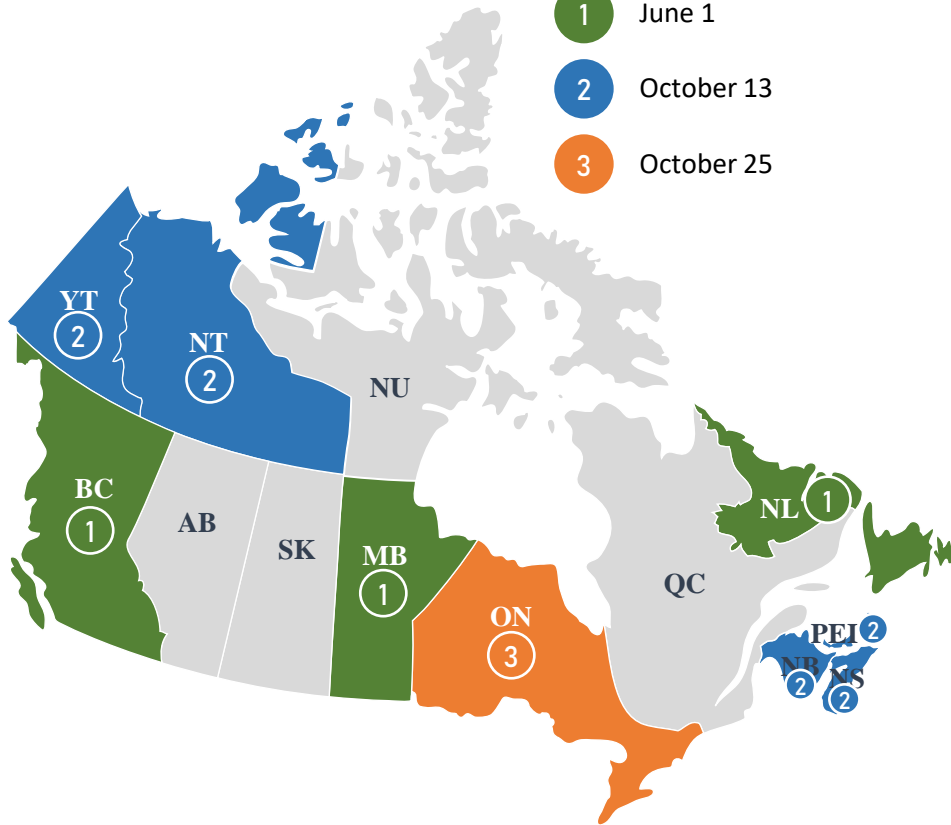 1 June 1
2 October 13
3 October 25
YT
2
NT
2
NU
BC
1
AB
SK
MB
1
ON
3
QC
NL 1
PEI 2
NB
2
NS
2